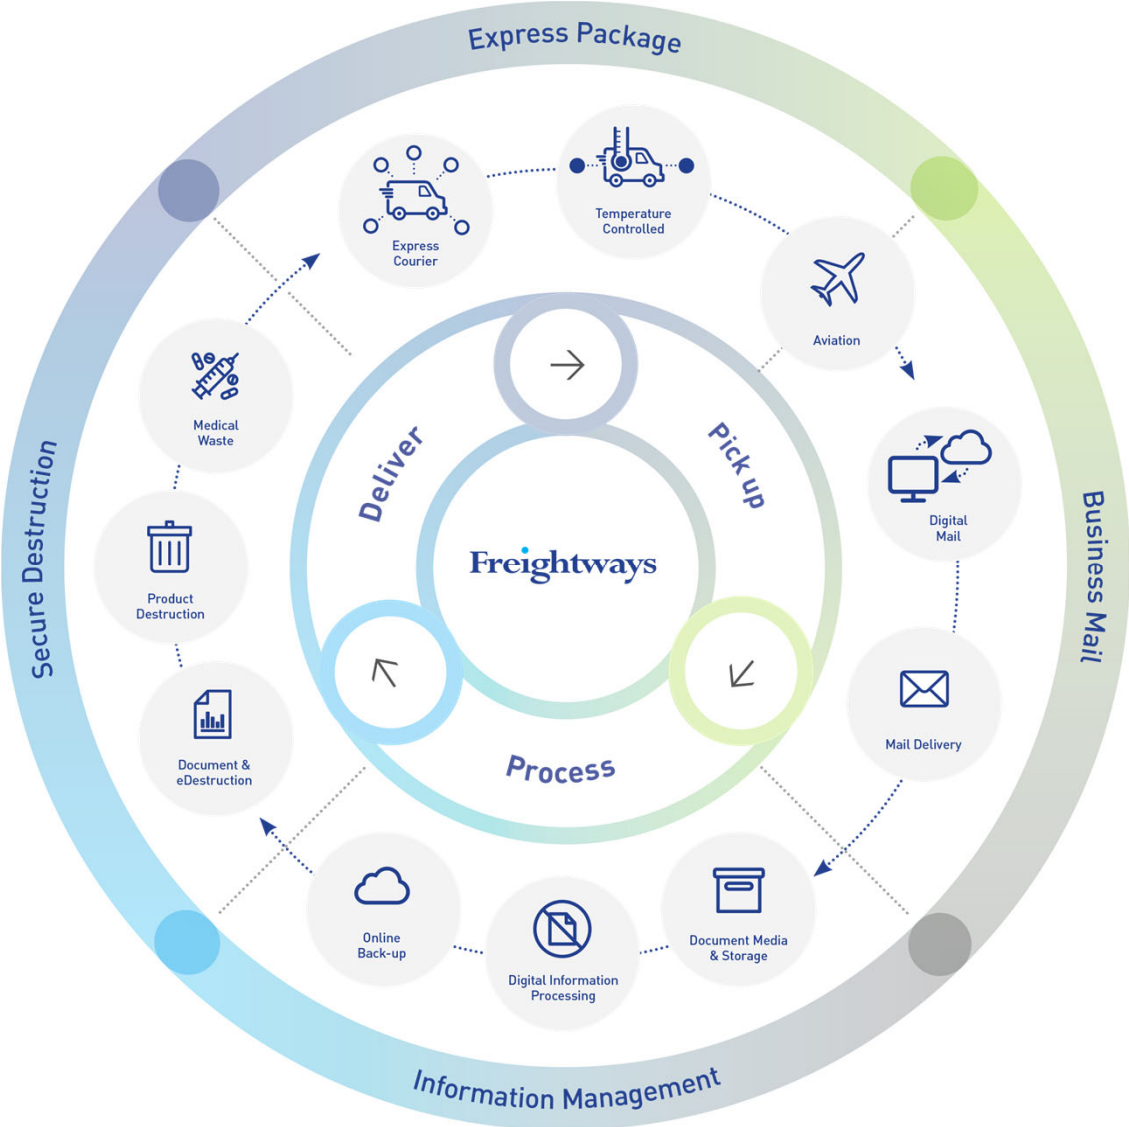 Express Package
Express
Courier
Temperature
Controlled
Aviation
Business Mail
Digital
Mail
Mail Delivery
Information Management
Document Media
& Storage
Digital Information
Processing
Online
Back-up
Secure Destruction
Document &
eDestruction
Product
Destruction
Medical
Waste
Pick up
Process
Deliver
Freightways